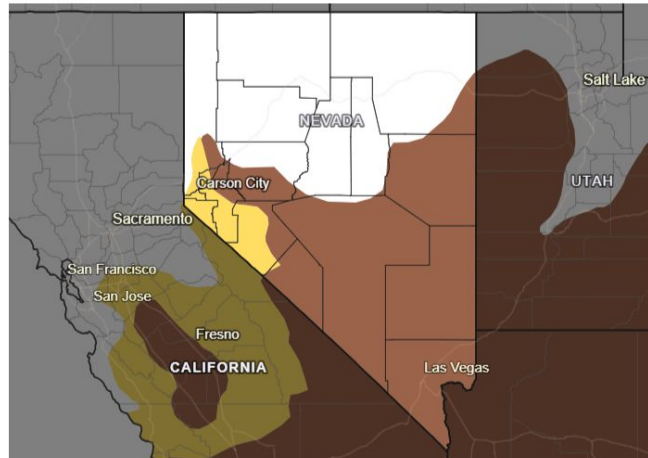 Salt Lake
NEVADA
Carson City
UTAH
Sacramento
San Francisco
San Jose
Fresno
CALIFORNIA
Las Vegas